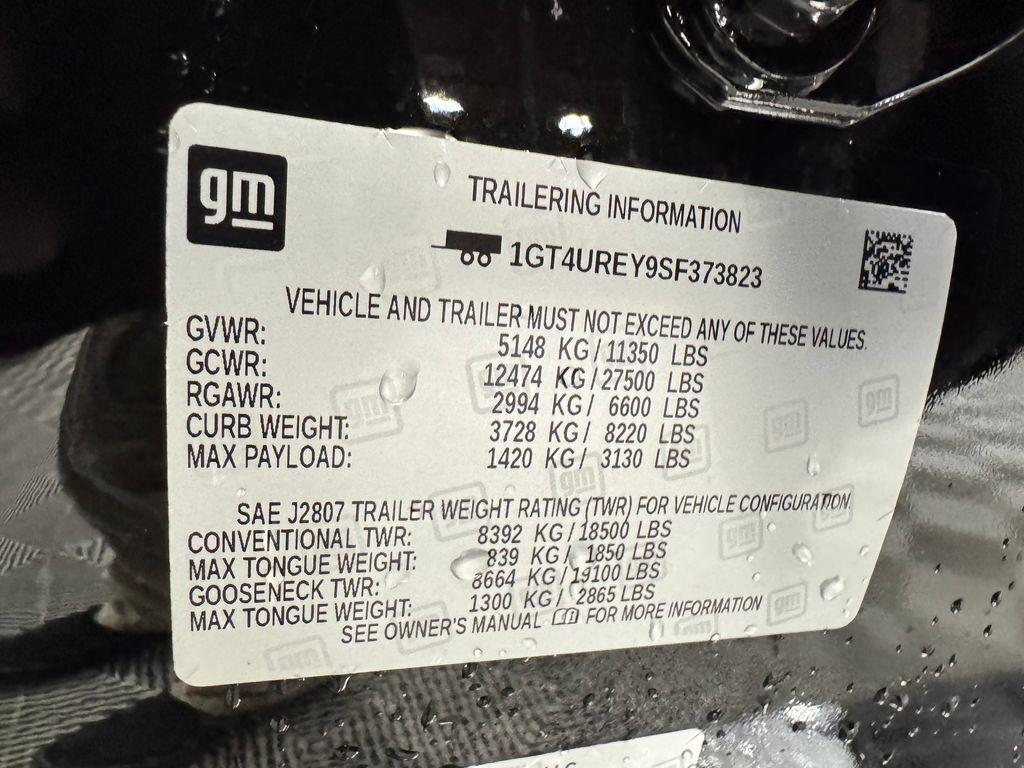 gm
TRAILERING INFORMATION
1GT4UREY9SF373823
VEHICLE AND TRAILER MUST NOT EXCEED ANY OF THESE VALUES.
GVWR: 5148 KG/11350 LBS
GCWR: 12474 KG/27500 LBS
RGAWR: 2994 KG/ 6600 LBS
CURB WEIGHT: 3728 KG/ 8220 LBS
MAX PAYLOAD: 1420 KG/ 3130 LBS
SAE J2807 TRAILER WEIGHT RATING (TWR) FOR VEHICLE CONFIGURATION.
CONVENTIONAL TWR: 8392 KG/18500 LBS
MAX TONGUE WEIGHT: 839 KG/ 1850 LBS
GOOSENECK TWR: 8664 KG/19100 LBS
MAX TONGUE WEIGHT: 1300 KG/ 2865 LBS
SEE OWNER'S MANUAL FOR MORE INFORMATION